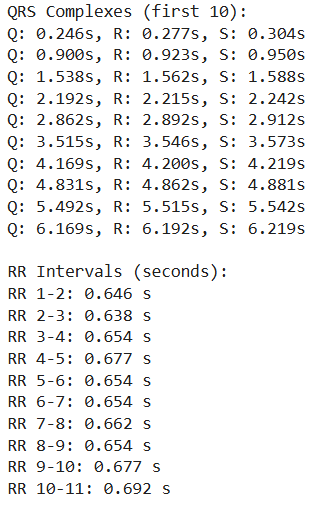 QRS Complexes (first 10):
Q: 0.246s, R: 0.277s, S: 0.304s
Q: 0.900s, R: 0.923s, S: 0.950s
Q: 1.538s, R: 1.562s, S: 1.588s
Q: 2.192s, R: 2.215s, S: 2.242s
Q: 2.862s, R: 2.892s, S: 2.912s
Q: 3.515s, R: 3.546s, S: 3.573s
Q: 4.169s, R: 4.200s, S: 4.219s
Q: 4.831s, R: 4.862s, S: 4.881s
Q: 5.492s, R: 5.515s, S: 5.542s
Q: 6.169s, R: 6.192s, S: 6.219s
RR Intervals (seconds):
RR 1-2: 0.646 s
RR 2-3: 0.638 s
RR 3-4: 0.654 s
RR 4-5: 0.677 s
RR 5-6: 0.654 s
RR 6-7: 0.654 s
RR 7-8: 0.662 s
RR 8-9: 0.654 s
RR 9-10: 0.677 s
RR 10-11: 0.692 s